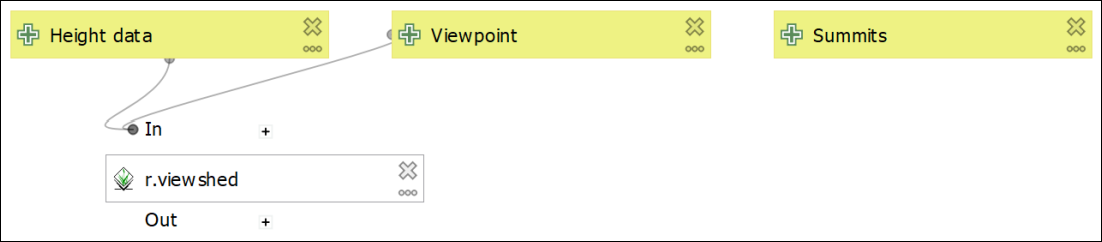 Height data
Viewpoint
Summits
In
r.viewshed
Out